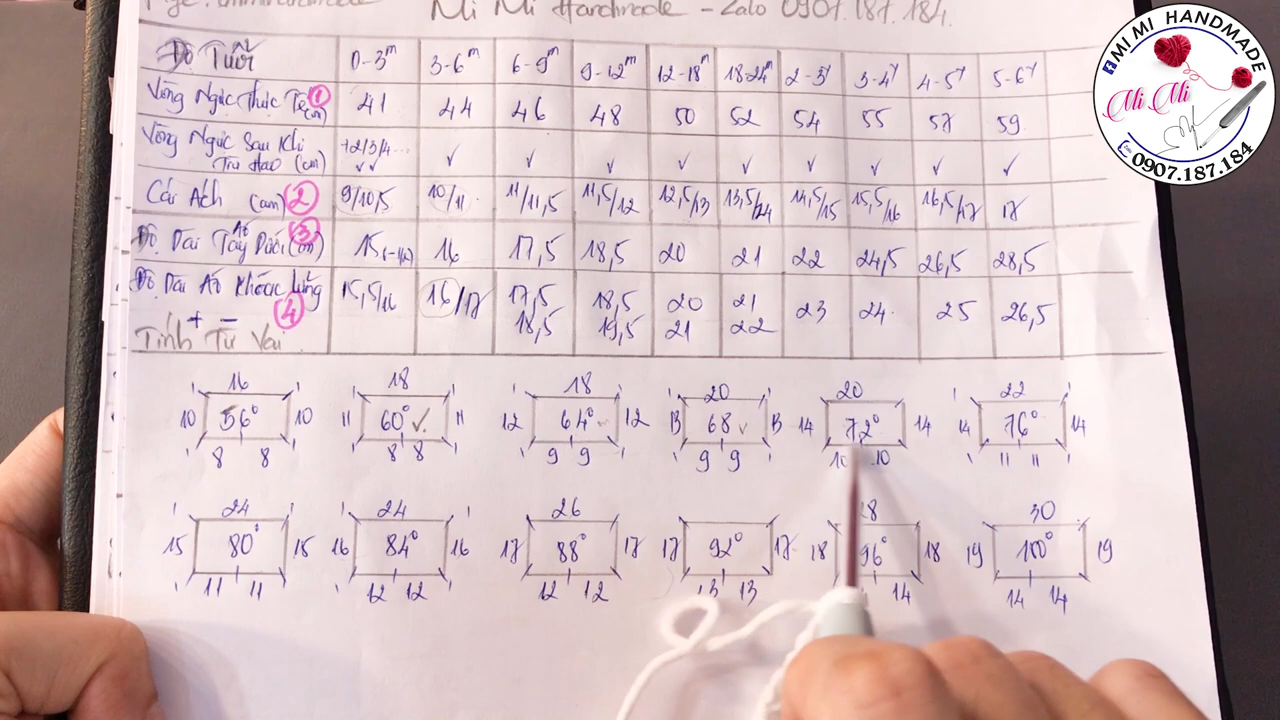 Mi Mi Handmade - Zalo 0907.187.184.
Độ Tuổi 0-3m 3-6m 6-9m 9-12m 12-18m 18-24m 2-3y 3-4y 4-5y 5-6y
Vòng Ngực Thực Tế (cm) 1 41 44 46 48 50 52 54 55 57 59
Vòng Ngực Sau Khi +2/3/4...
Trừ Hao (cm) ✓✓ ✓ ✓ ✓ ✓ ✓ ✓ ✓ ✓ ✓
Cái Ách (cm) 2 9/10,5 10/11 11/11,5 11,5/12 12,5/13 13,5/14 14,5/15 15,5/16 16,5/17 17
Độ Dài Tay Áo Dưới (cm) 3 15 16 17,5 18,5 20 21 22 24,5 26,5 28,5
Độ Dài Áo Khoác Lửng 15,5/16 16/17 17,5 18,5 20 21 23 24 25 26,5
4 18,5 19,5 21 22
+ -
Tính Từ Vai
16 18 18 20 20 22
10 56° 10 11 60° ✓ 11 12 64° 12 13 68 ✓ 13 14 72° 14 14 76° 14
8 8 8 8 9 9 9 9 10 10 11 11
24 24 26 28 30
15 80° 15 16 84° 16 17 88° 17 17 92° 17 18 96° 18 19 100° 19
11 11 12 12 12 12 13 13 14 14 14
MI MI HANDMADE
Mi Mi
0907.187.184